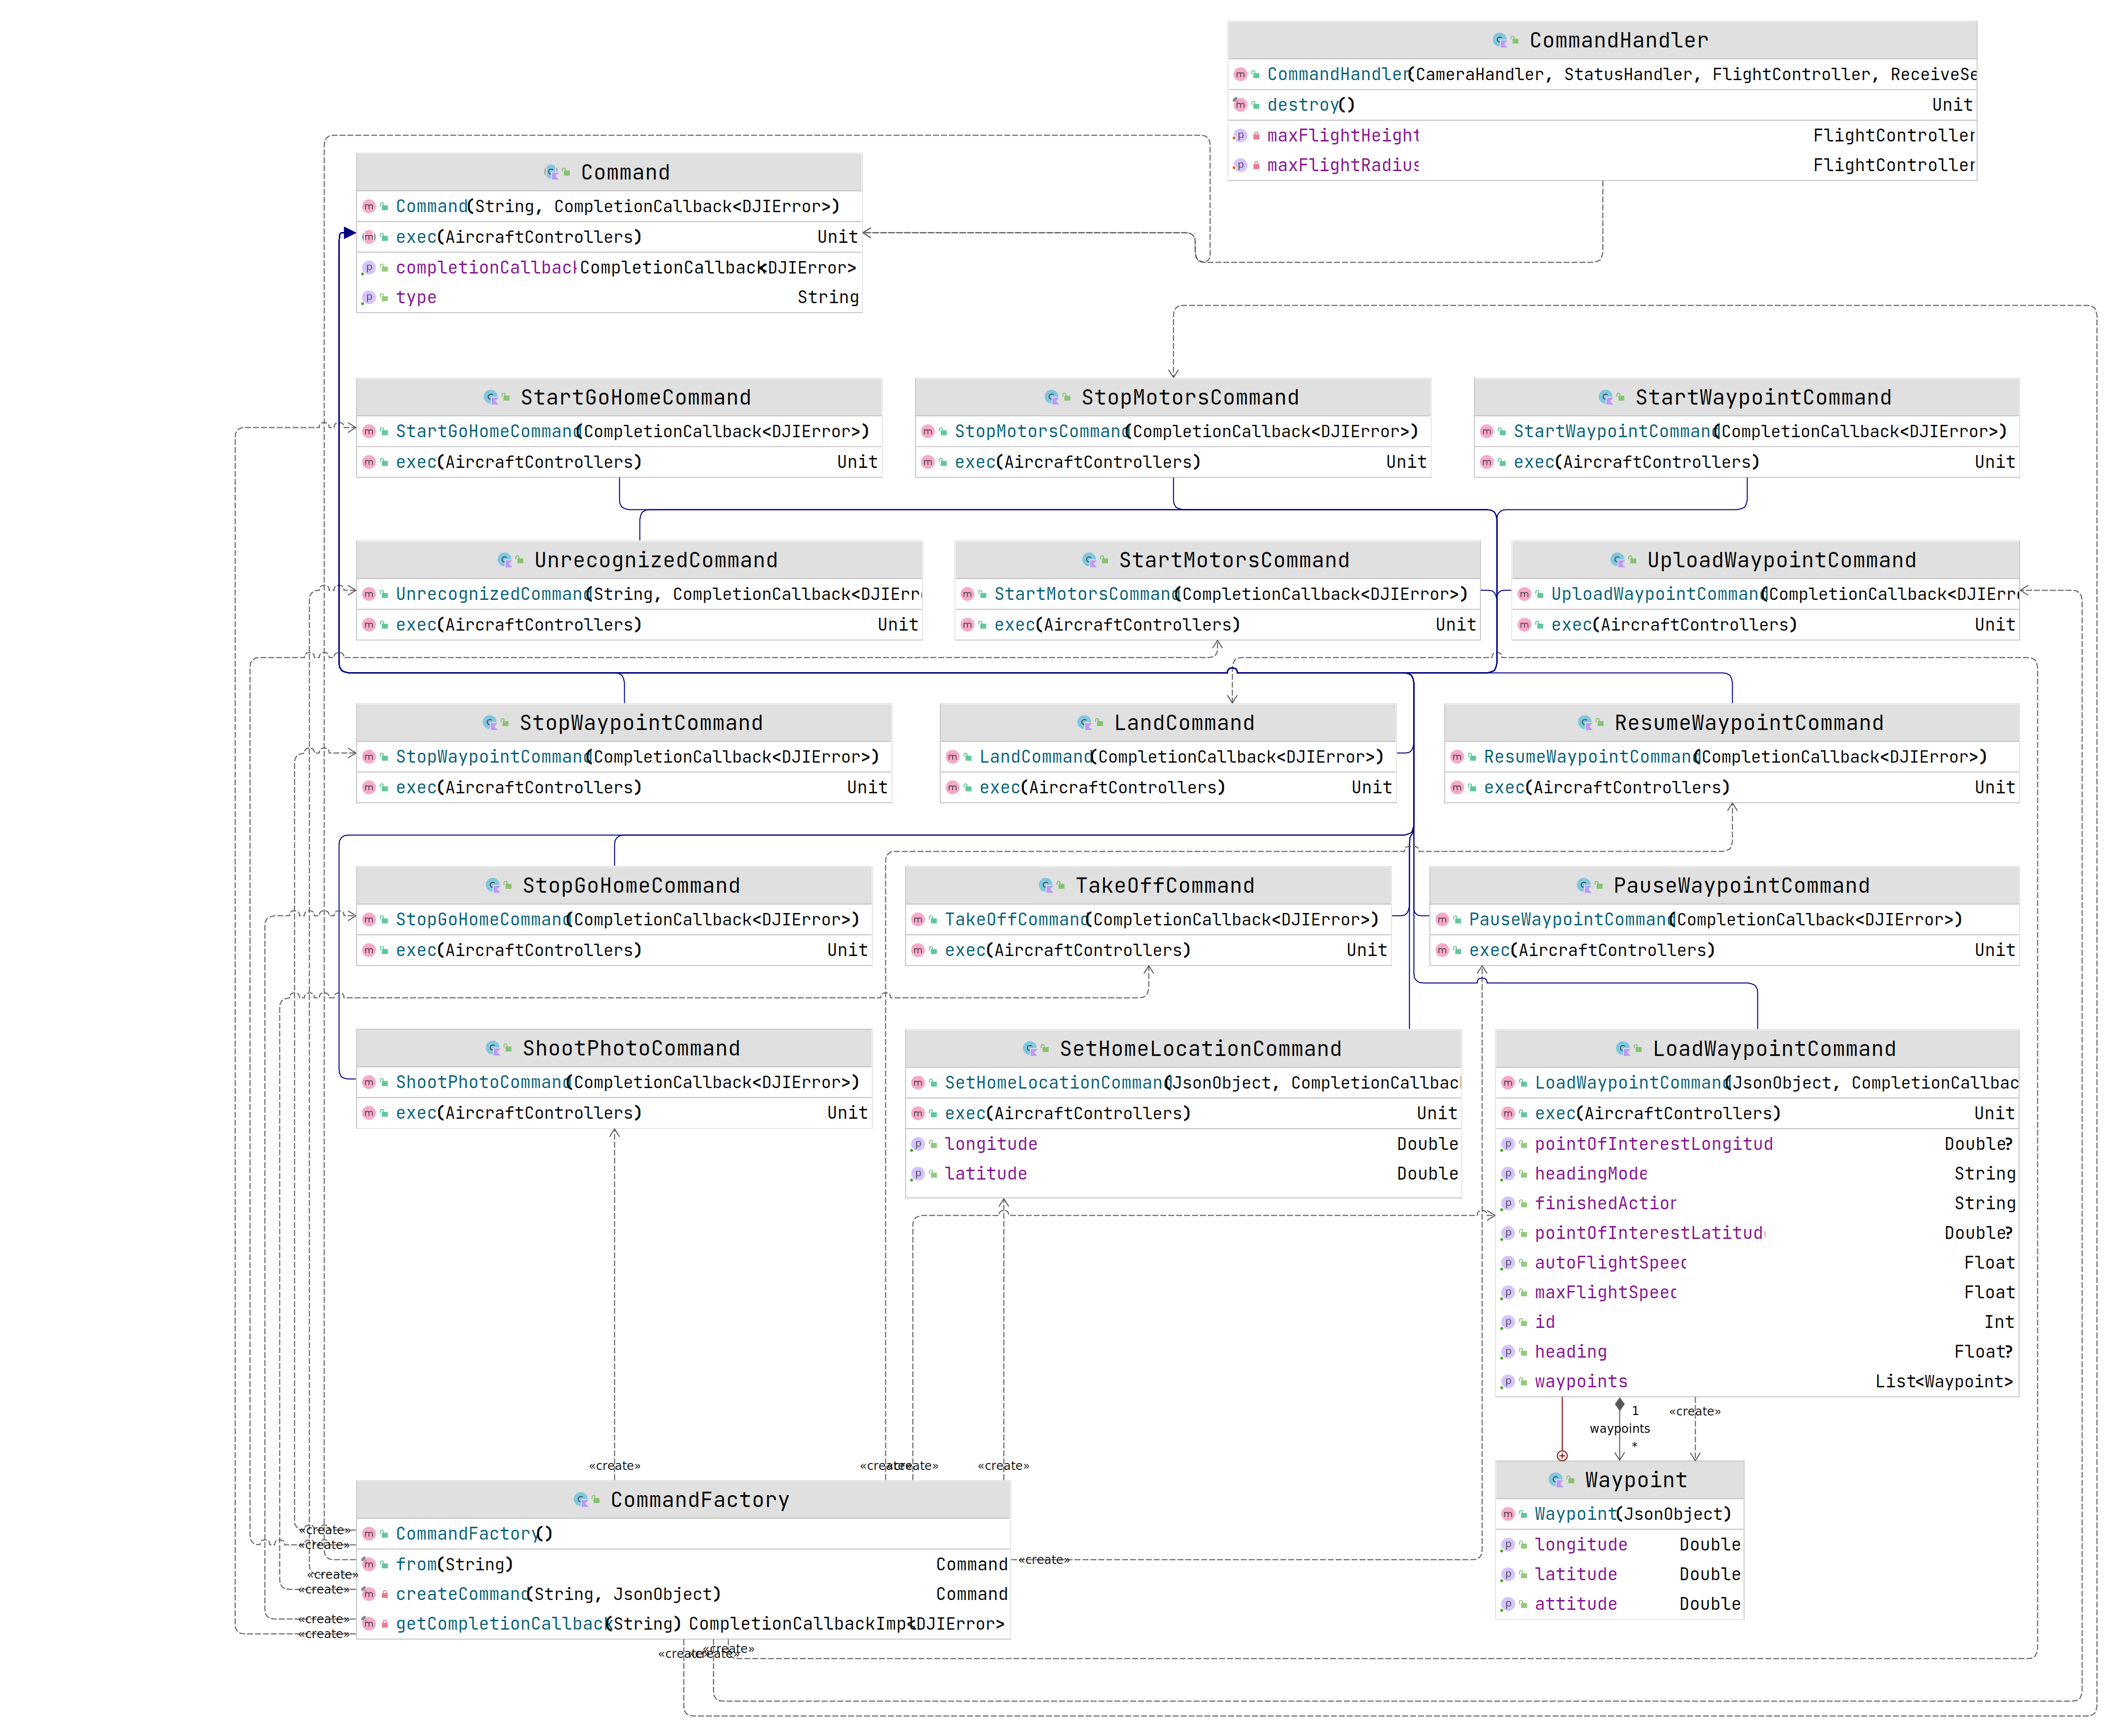 CommandHandler
CommandHandler(CameraHandler, StatusHandler, FlightController, ReceiveSe
destroy() Unit
maxFlightHeight FlightController
maxFlightRadius FlightController
Command
Command(String, CompletionCallback<DJIError>)
exec(AircraftControllers) Unit
completionCallback CompletionCallback<DJIError>
type String
StartGoHomeCommand
StartGoHomeCommand(CompletionCallback<DJIError>)
exec(AircraftControllers) Unit
StopMotorsCommand
StopMotorsCommand(CompletionCallback<DJIError>)
exec(AircraftControllers) Unit
StartWaypointCommand
StartWaypointCommand(CompletionCallback<DJIError>)
exec(AircraftControllers) Unit
UnrecognizedCommand
UnrecognizedCommand(String, CompletionCallback<DJIErr
exec(AircraftControllers) Unit
StartMotorsCommand
StartMotorsCommand(CompletionCallback<DJIError>)
exec(AircraftControllers) Unit
UploadWaypointCommand
UploadWaypointCommand(CompletionCallback<DJIErr
exec(AircraftControllers) Unit
StopWaypointCommand
StopWaypointCommand(CompletionCallback<DJIError>)
exec(AircraftControllers) Unit
LandCommand
LandCommand(CompletionCallback<DJIError>)
exec(AircraftControllers) Unit
ResumeWaypointCommand
ResumeWaypointCommand(CompletionCallback<DJIError>)
exec(AircraftControllers) Unit
StopGoHomeCommand
StopGoHomeCommand(CompletionCallback<DJIError>)
exec(AircraftControllers) Unit
TakeOffCommand
TakeOffCommand(CompletionCallback<DJIError>)
exec(AircraftControllers) Unit
PauseWaypointCommand
PauseWaypointCommand(CompletionCallback<DJIError>)
exec(AircraftControllers) Unit
ShootPhotoCommand
ShootPhotoCommand(CompletionCallback<DJIError>)
exec(AircraftControllers) Unit
SetHomeLocationCommand
SetHomeLocationCommand(JsonObject, CompletionCallbac
exec(AircraftControllers) Unit
longitude Double
latitude Double
LoadWaypointCommand
LoadWaypointCommand(JsonObject, CompletionCallbac
exec(AircraftControllers) Unit
pointOfInterestLongitud Double?
headingMode String
finishedAction String
pointOfInterestLatitud Double?
autoFlightSpeed Float
maxFlightSpeed Float
id Int
heading Float?
waypoints List<Waypoint>
1
«create»
waypoints
*
«create»
«create»
«create»
«create»
Waypoint
Waypoint(JsonObject)
longitude Double
latitude Double
attitude Double
CommandFactory
CommandFactory()
from(String) Command
createCommand(String, JsonObject) Command
getCompletionCallback(String) CompletionCallbackImpl<DJIError>
«create»
«create»
«create»
«create»
«create»
«create»
«create»
«create»
«create»
«create»